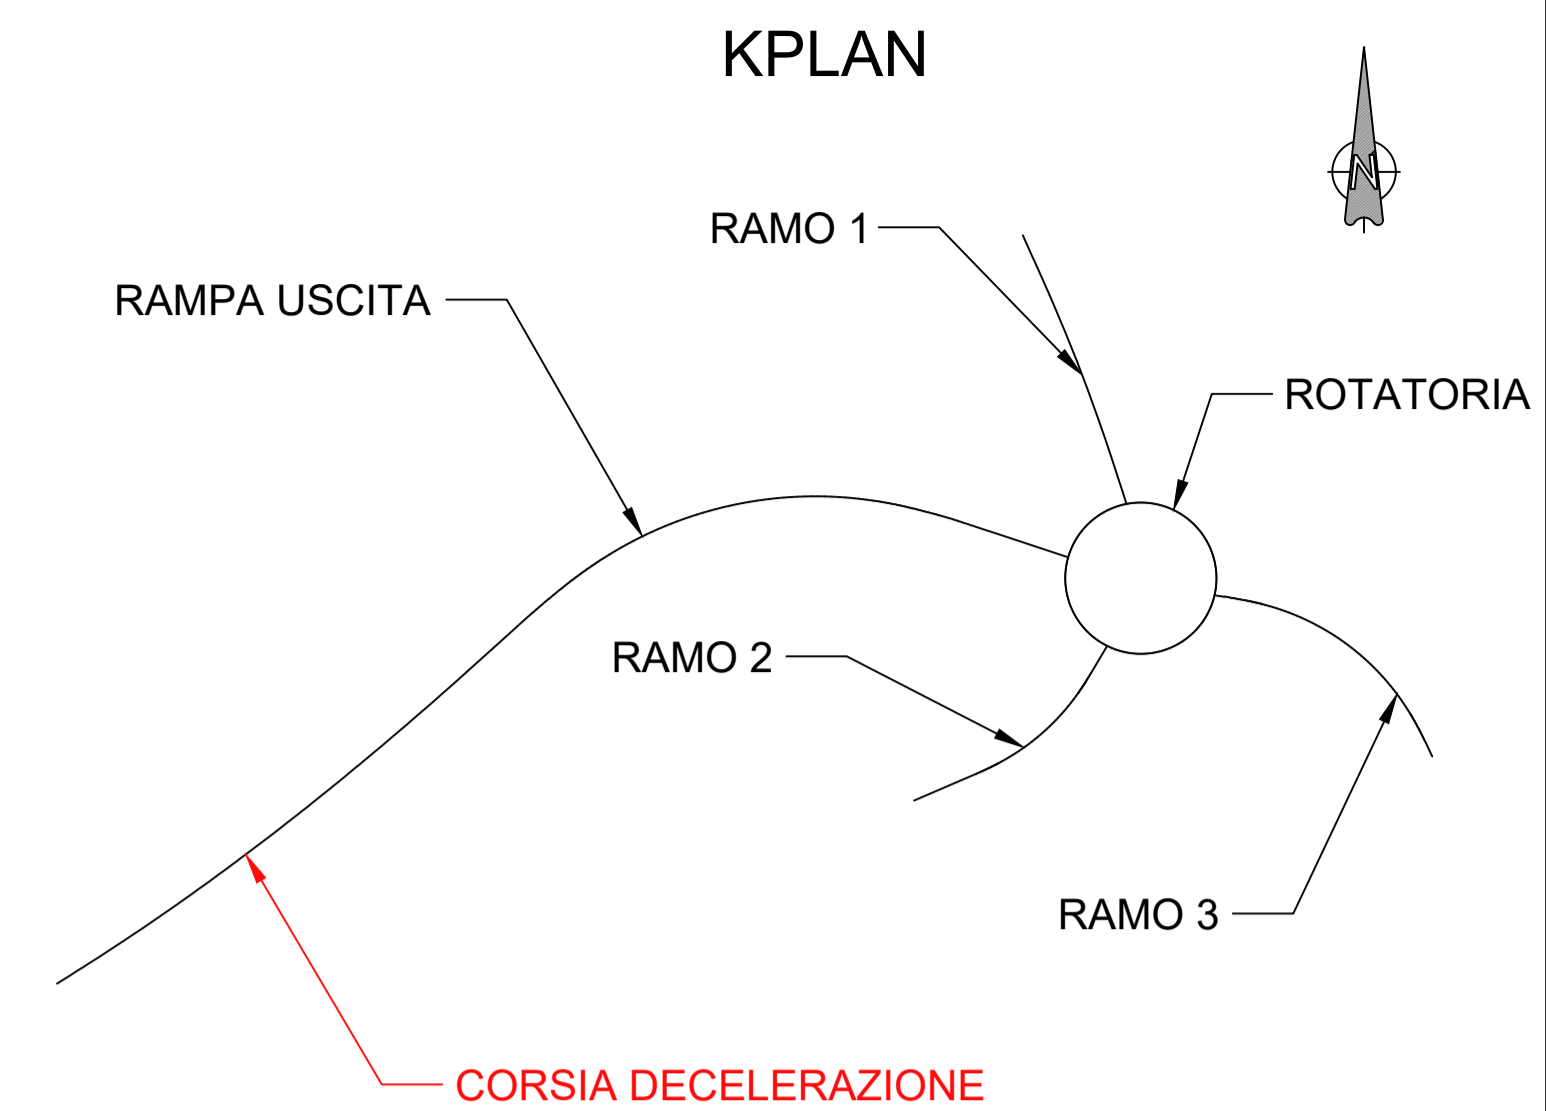 KPLAN
N
RAMO 1
RAMPA USCITA
ROTATORIA
RAMO 2
RAMO 3
CORSIA DECELERAZIONE